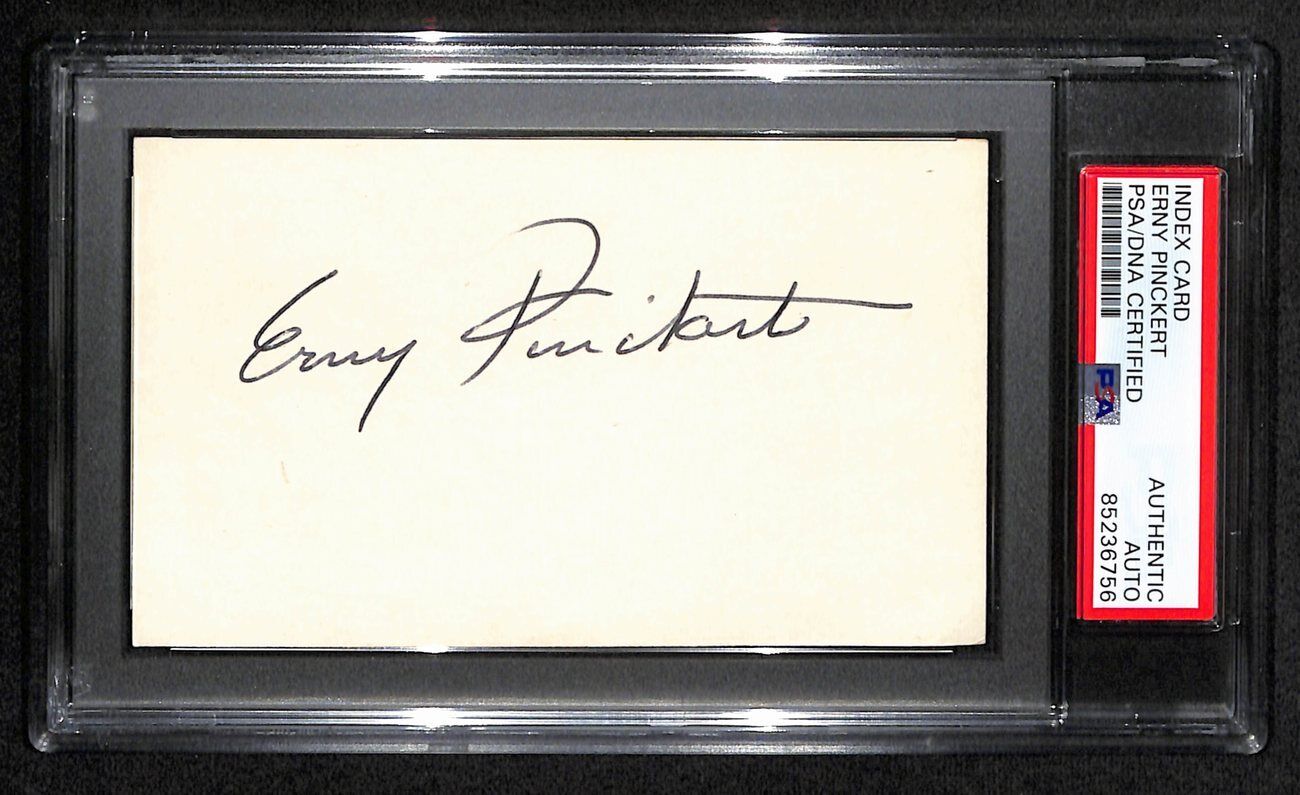 Erny Pinckert
INDEX CARD
ERNY PINCKERT
PSA/DNA CERTIFIED
PSA
AUTHENTIC
AUTO
85236756